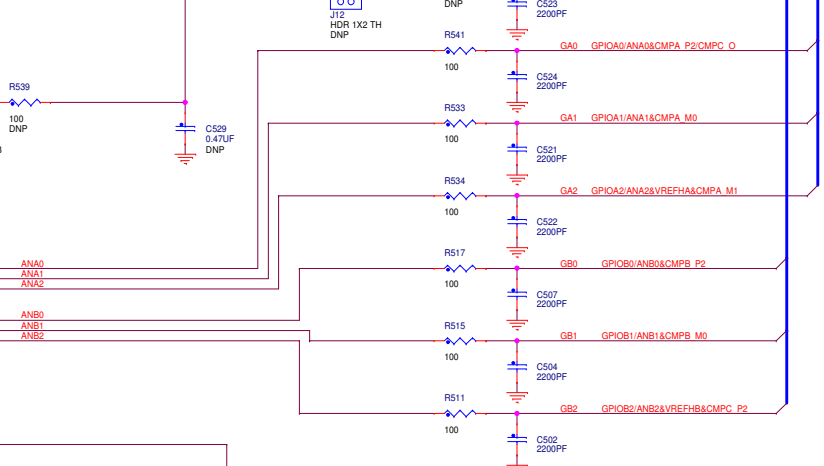 C523
2200PF
DNP
J12
HDR 1X2 TH
DNP
R541
100
GA0 GPIOA0/ANA0&CMPA_P2/CMPC_O
C524
2200PF
R539
100
DNP
C529
0.47UF
DNP
R533
100
GA1 GPIOA1/ANA1&CMPA_M0
C521
2200PF
R534
100
GA2 GPIOA2/ANA2&VREFHA&CMPA_M1
C522
2200PF
ANA0
ANA1
ANA2
R517
100
GB0 GPIOB0/ANB0&CMPB_P2
C507
2200PF
ANB0
ANB1
ANB2
R515
100
GB1 GPIOB1/ANB1&CMPB_M0
C504
2200PF
R511
100
GB2 GPIOB2/ANB2&VREFHB&CMPC_P2
C502
2200PF